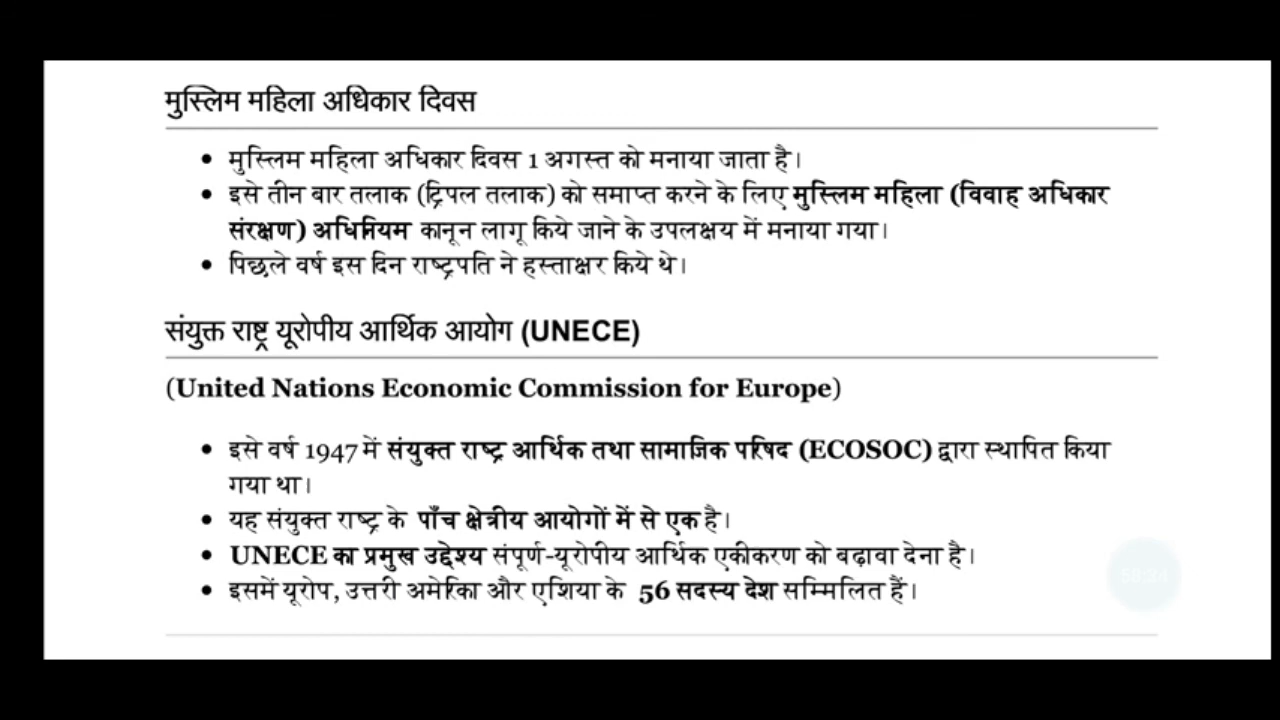 मुस्लिम महिला अधिकार दिवस
• मुस्लिम महिला अधिकार दिवस 1 अगस्त को मनाया जाता है।
• इसे तीन बार तलाक (ट्रिपल तलाक) को समाप्त करने के लिए मुस्लिम महिला (विवाह अधिकार
संरक्षण) अधिनियम कानून लागू किये जाने के उपलक्षय में मनाया गया।
• पिछले वर्ष इस दिन राष्ट्रपति ने हस्ताक्षर किये थे।
संयुक्त राष्ट्र यूरोपीय आर्थिक आयोग (UNECE)
(United Nations Economic Commission for Europe)
• इसे वर्ष 1947 में संयुक्त राष्ट्र आर्थिक तथा सामाजिक परिषद (ECOSOC) द्वारा स्थापित किया
गया था।
• यह संयुक्त राष्ट्र के पाँच क्षेत्रीय आयोगों में से एक है।
• UNECE का प्रमुख उद्देश्य संपूर्ण-यूरोपीय आर्थिक एकीकरण को बढ़ावा देना है।
• इसमें यूरोप, उत्तरी अमेरिका और एशिया के 56 सदस्य देश सम्मिलित हैं।